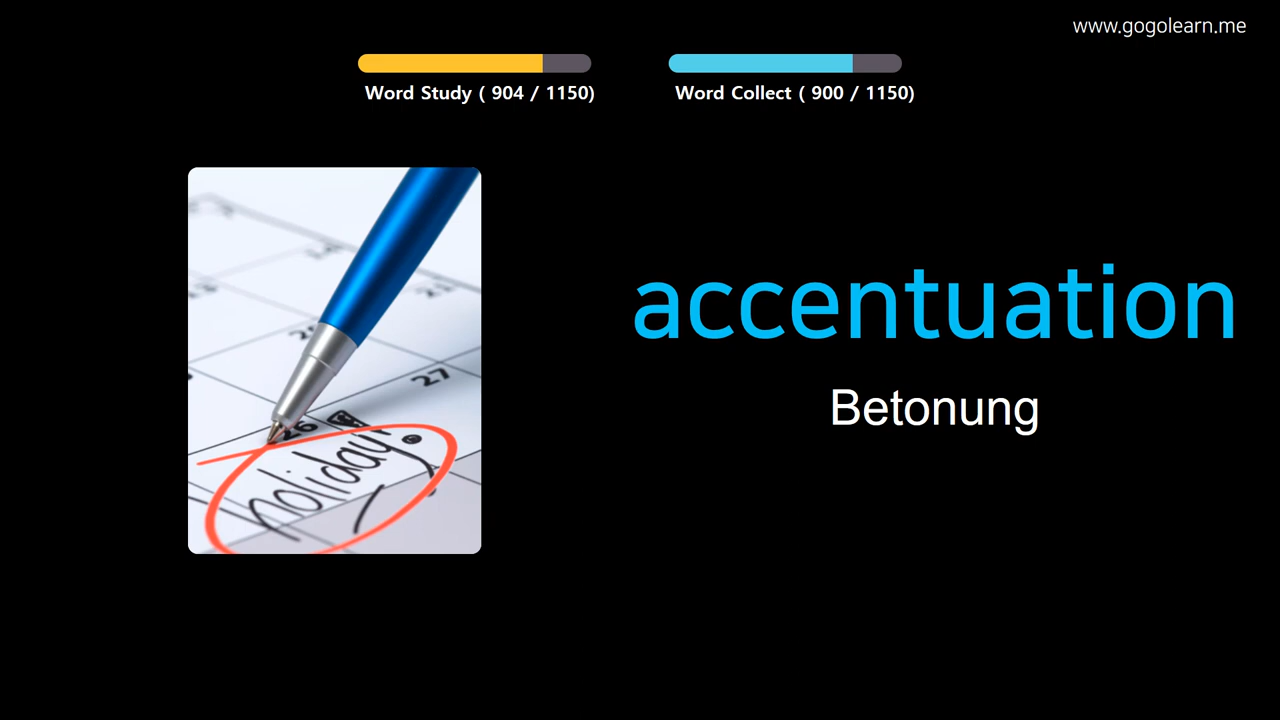 www.gogolearn.me
Word Study ( 904 / 1150)
Word Collect ( 900 / 1150)
accentuation
Betonung
27
26
holiday